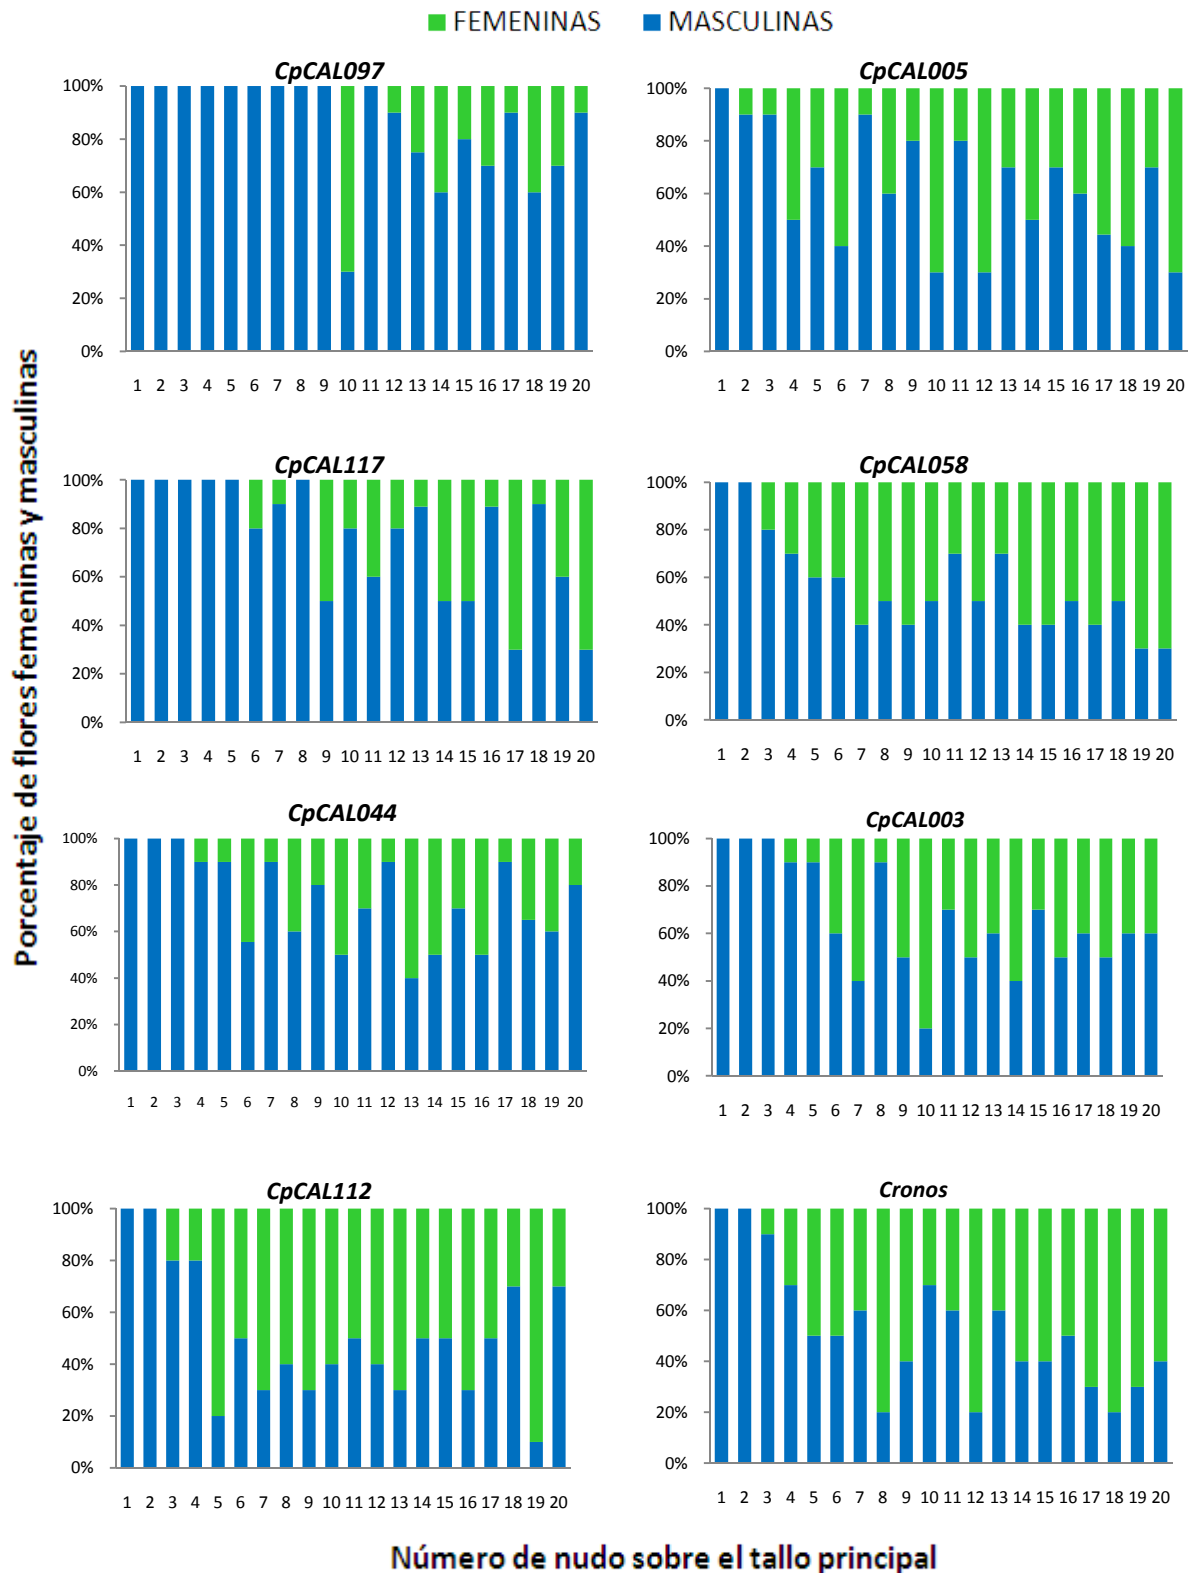 FEMENINAS MASCULINAS
Porcentaje de flores femeninas y masculinas
CpCAL097
100%
80%
60%
40%
20%
0%
1 2 3 4 5 6 7 8 9 10 11 12 13 14 15 16 17 18 19 20
CpCAL005
100%
80%
60%
40%
20%
0%
1 2 3 4 5 6 7 8 9 10 11 12 13 14 15 16 17 18 19 20
CpCAL117
100%
80%
60%
40%
20%
0%
1 2 3 4 5 6 7 8 9 10 11 12 13 14 15 16 17 18 19 20
CpCAL058
100%
80%
60%
40%
20%
0%
1 2 3 4 5 6 7 8 9 10 11 12 13 14 15 16 17 18 19 20
CpCAL044
100%
80%
60%
40%
20%
0%
1 2 3 4 5 6 7 8 9 10 11 12 13 14 15 16 17 18 19 20
CpCAL003
100%
80%
60%
40%
20%
0%
1 2 3 4 5 6 7 8 9 10 11 12 13 14 15 16 17 18 19 20
CpCAL112
100%
80%
60%
40%
20%
0%
1 2 3 4 5 6 7 8 9 10 11 12 13 14 15 16 17 18 19 20
Cronos
100%
80%
60%
40%
20%
0%
1 2 3 4 5 6 7 8 9 10 11 12 13 14 15 16 17 18 19 20
Número de nudo sobre el tallo principal